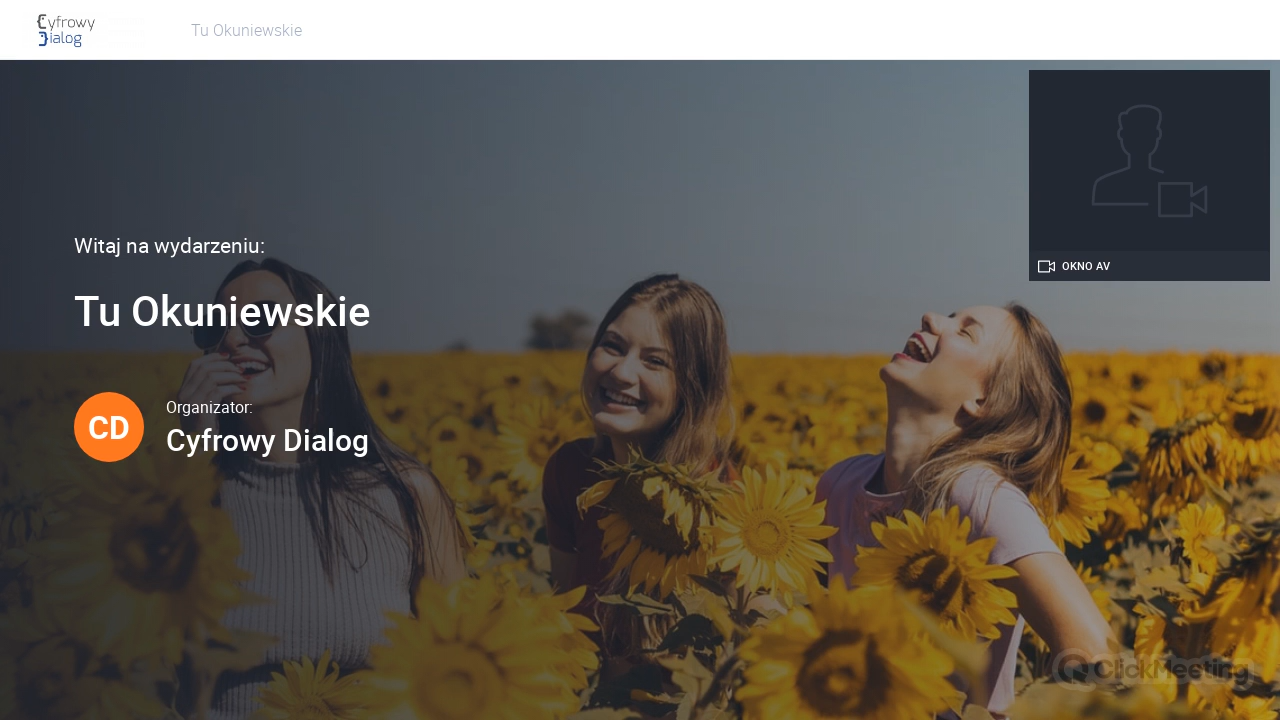 Cyfrowy
Dialog
Tu Okuniewskie
OKNO AV
Witaj na wydarzeniu:
Tu Okuniewskie
CD
Organizator:
Cyfrowy Dialog
ClickMeeting